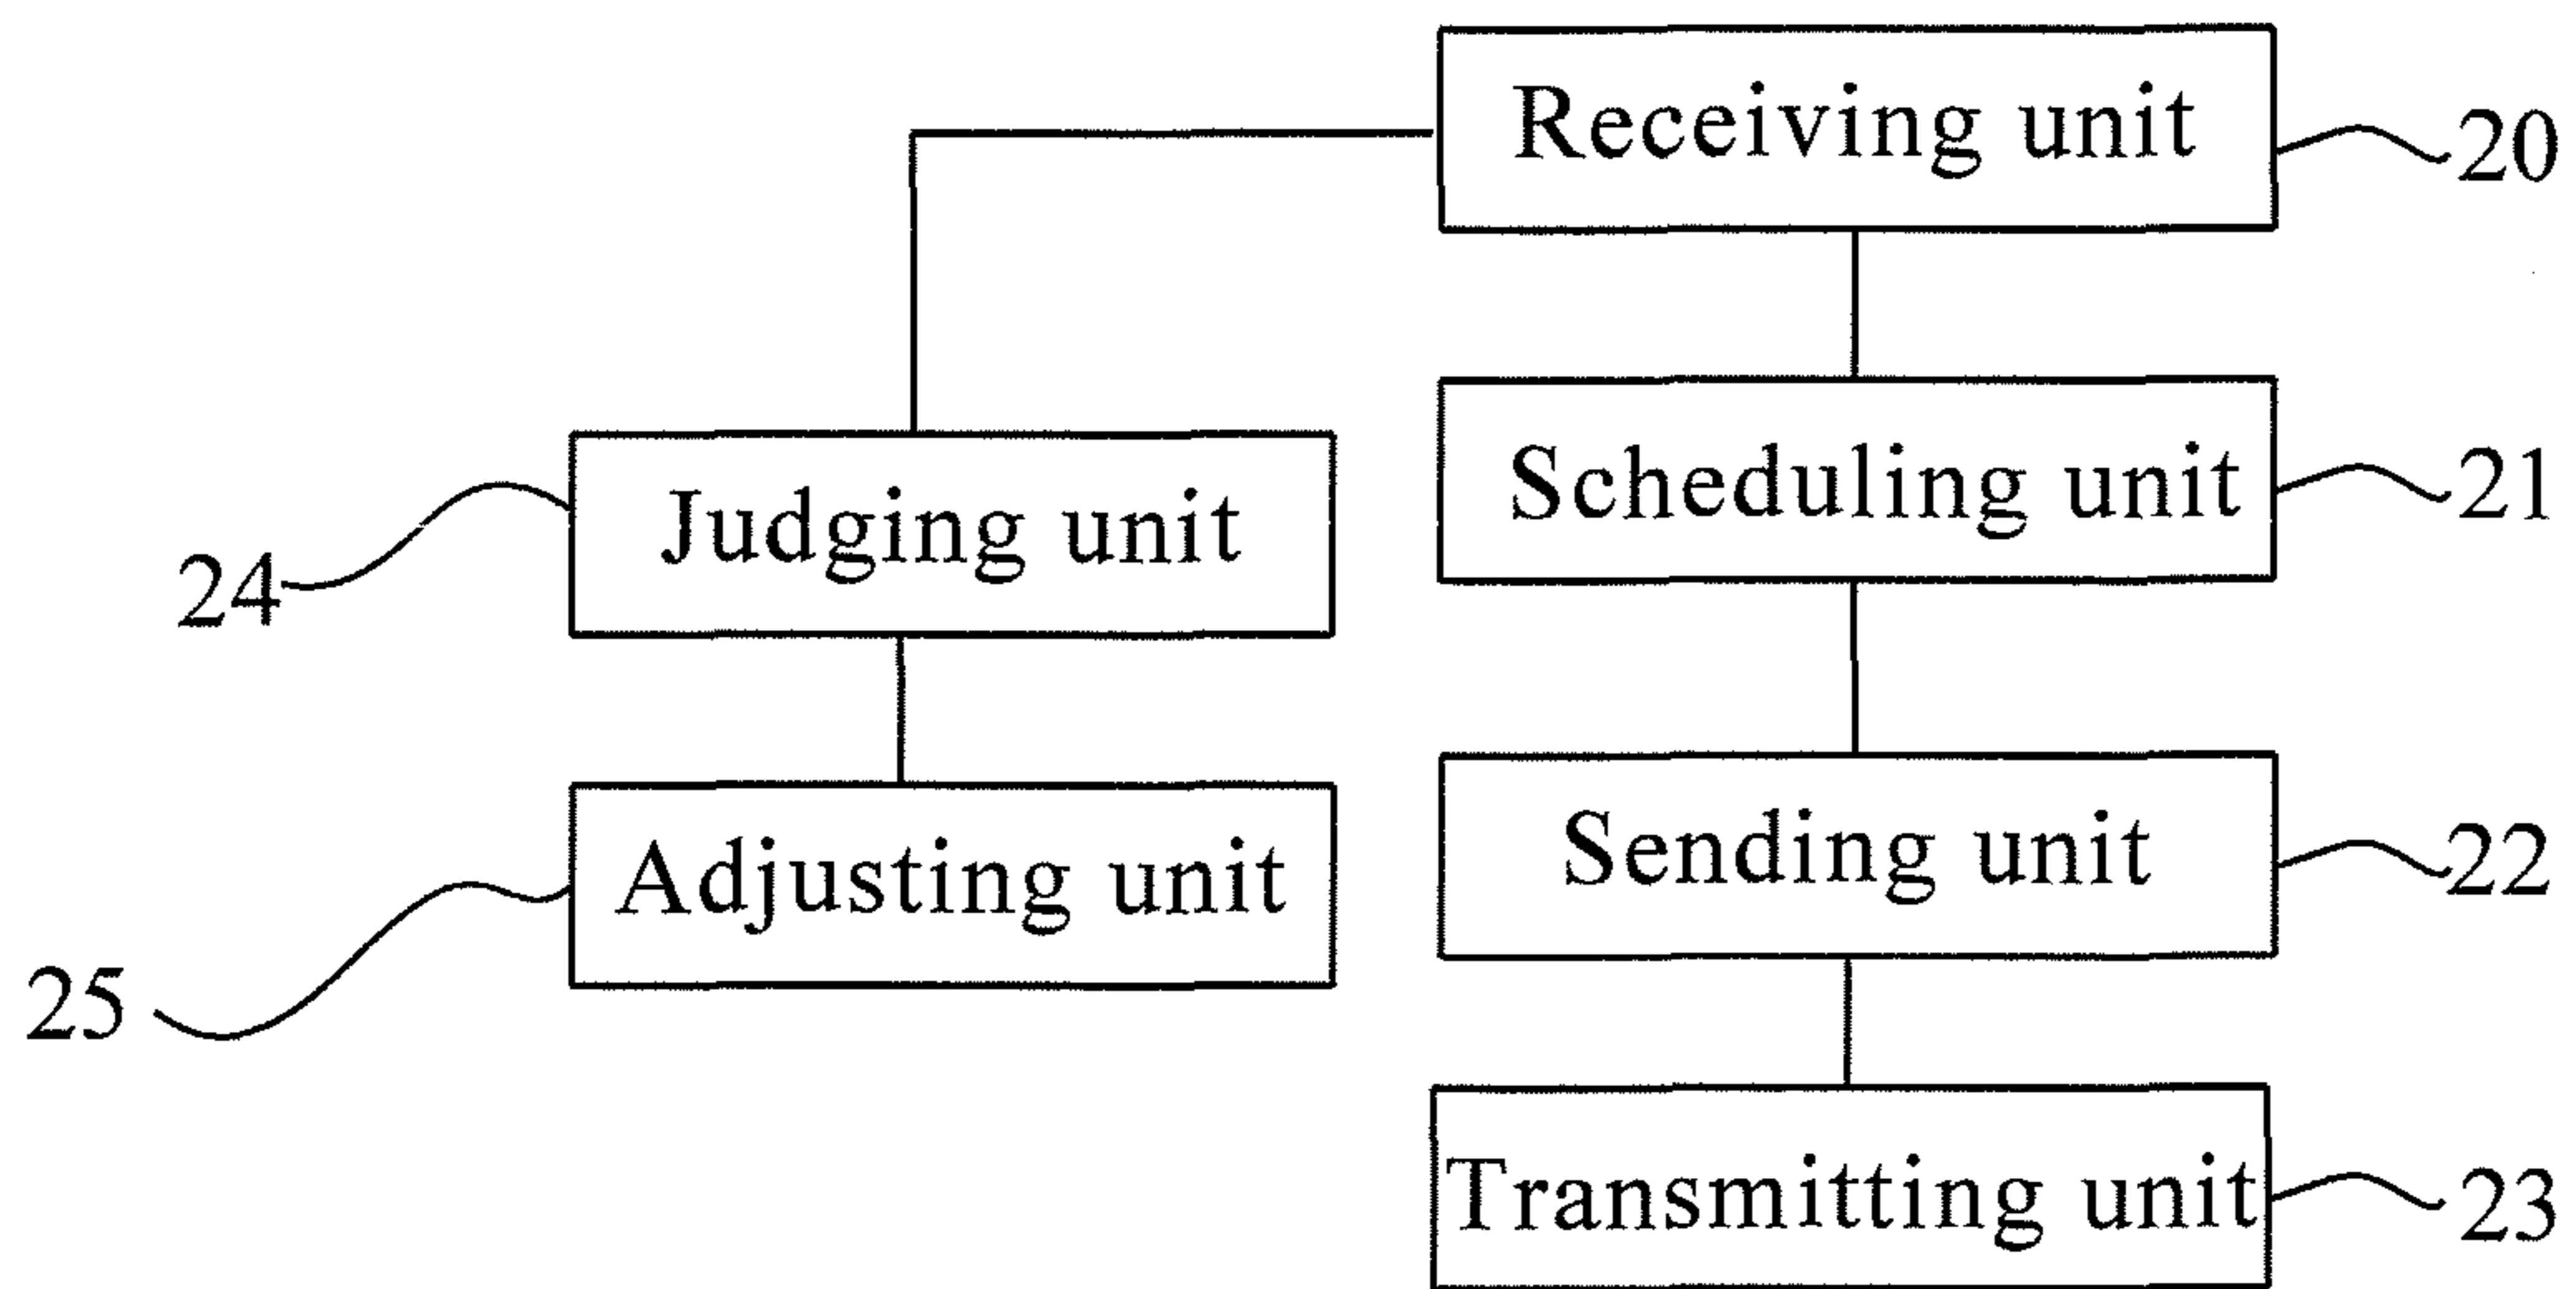 Receiving unit
20
Scheduling unit
21
Judging unit
24
Sending unit
22
Adjusting unit
25
Transmitting unit
23